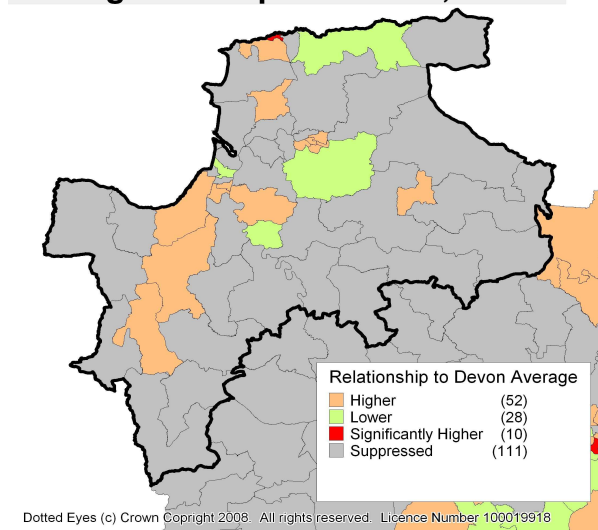 Relationship to Devon Average
Higher (52)
Lower (28)
Significantly Higher (10)
Suppressed (111)
Dotted Eyes (c) Crown Copright 2008. All rights reserved. Licence Number 100019918